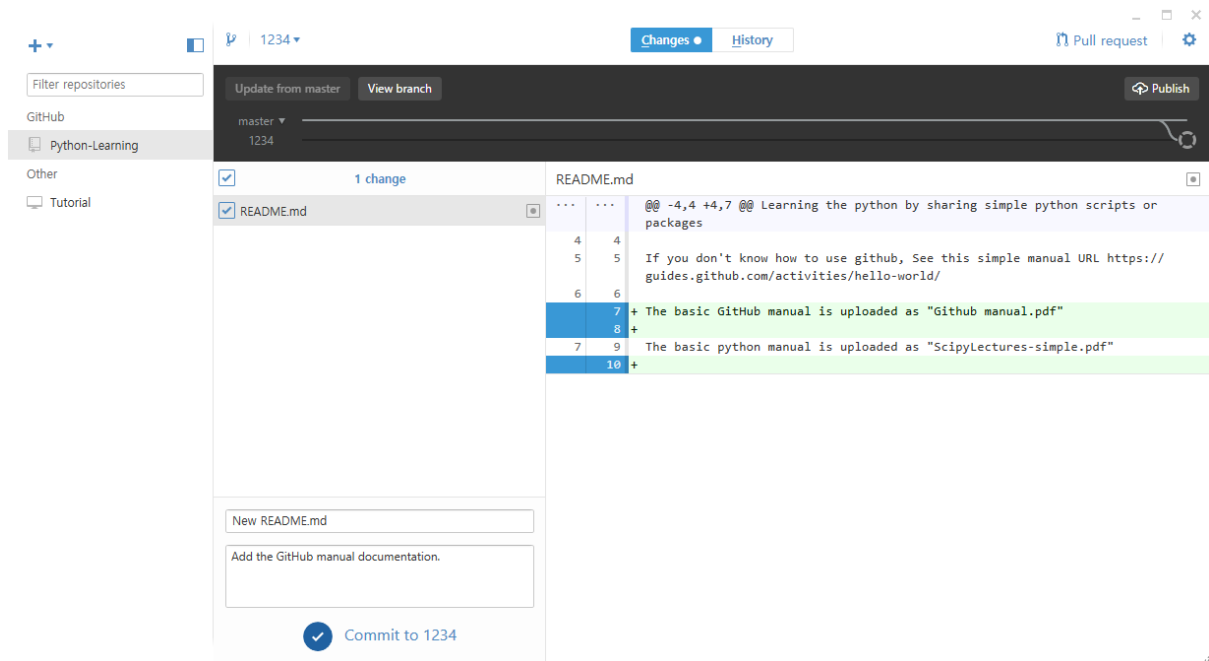 1234
Changes
History
Pull request
Filter repositories
Update from master
View branch
Publish
GitHub
master
Python-Learning
1234
Other
Tutorial
1 change
README.md
README.md
... ... @@ -4,4 +4,7 @@ Learning the python by sharing simple python scripts or
packages
4 4
5 5 If you don't know how to use github, See this simple manual URL https://
guides.github.com/activities/hello-world/
6 6
7 + The basic GitHub manual is uploaded as "Github manual.pdf"
8 +
7 9 The basic python manual is uploaded as "ScipyLectures-simple.pdf"
10 +
New README.md
Add the GitHub manual documentation.
Commit to 1234